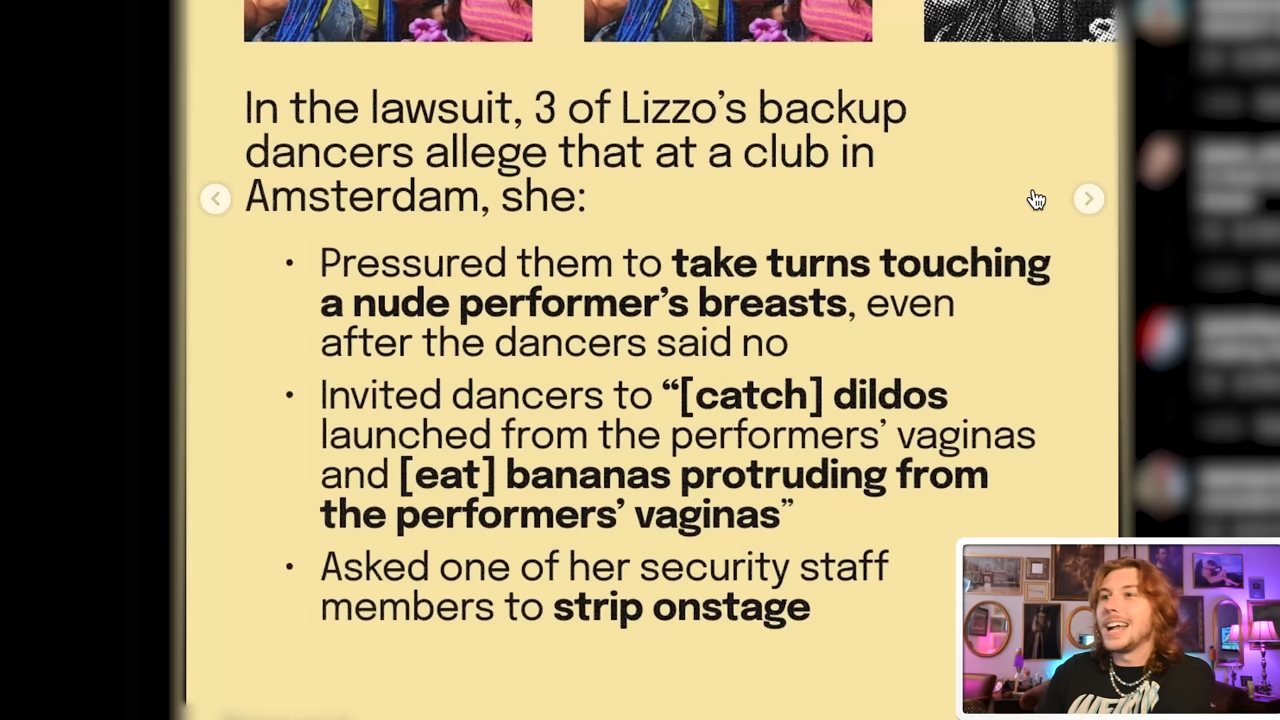 In the lawsuit, 3 of Lizzo’s backup
dancers allege that at a club in
Amsterdam, she:
• Pressured them to take turns touching
a nude performer’s breasts, even
after the dancers said no
• Invited dancers to “[catch] dildos
launched from the performers’ vaginas
and [eat] bananas protruding from
the performers’ vaginas”
• Asked one of her security staff
members to strip onstage